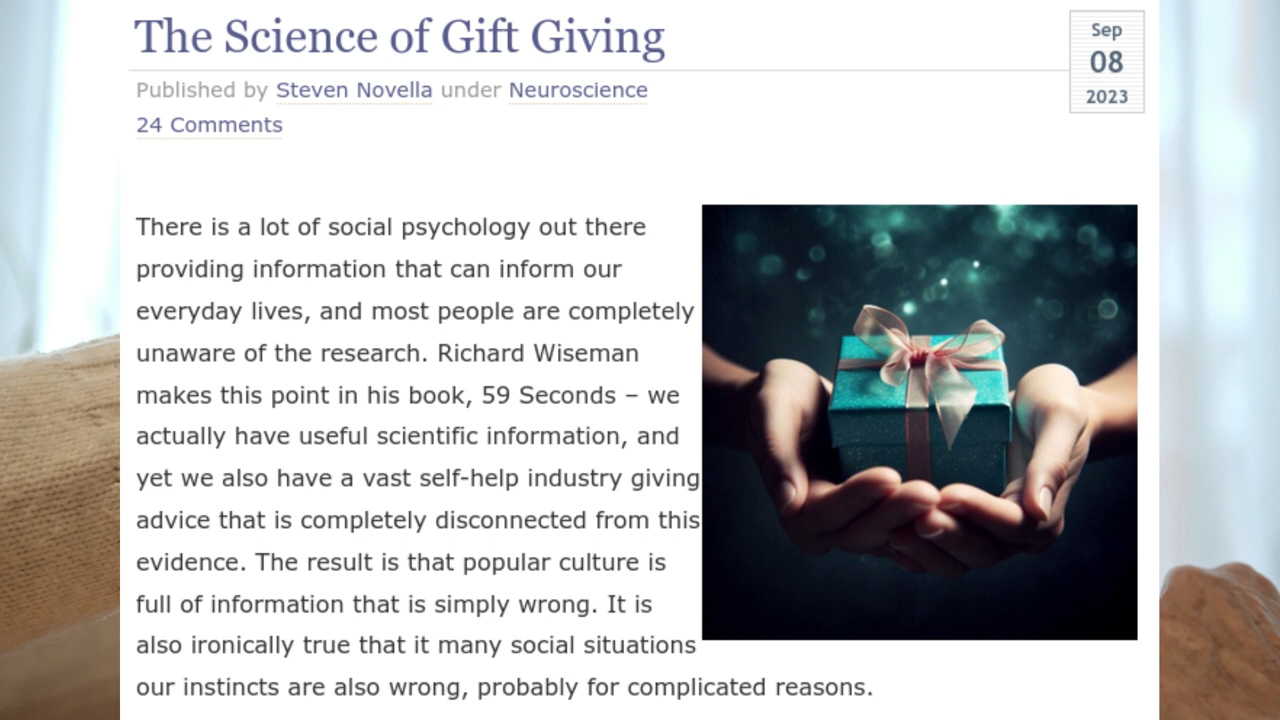 The Science of Gift Giving
Sep
08
2023
Published by Steven Novella under Neuroscience
24 Comments
There is a lot of social psychology out there
providing information that can inform our
everyday lives, and most people are completely
unaware of the research. Richard Wiseman
makes this point in his book, 59 Seconds – we
actually have useful scientific information, and
yet we also have a vast self-help industry giving
advice that is completely disconnected from this
evidence. The result is that popular culture is
full of information that is simply wrong. It is
also ironically true that it many social situations
our instincts are also wrong, probably for complicated reasons.